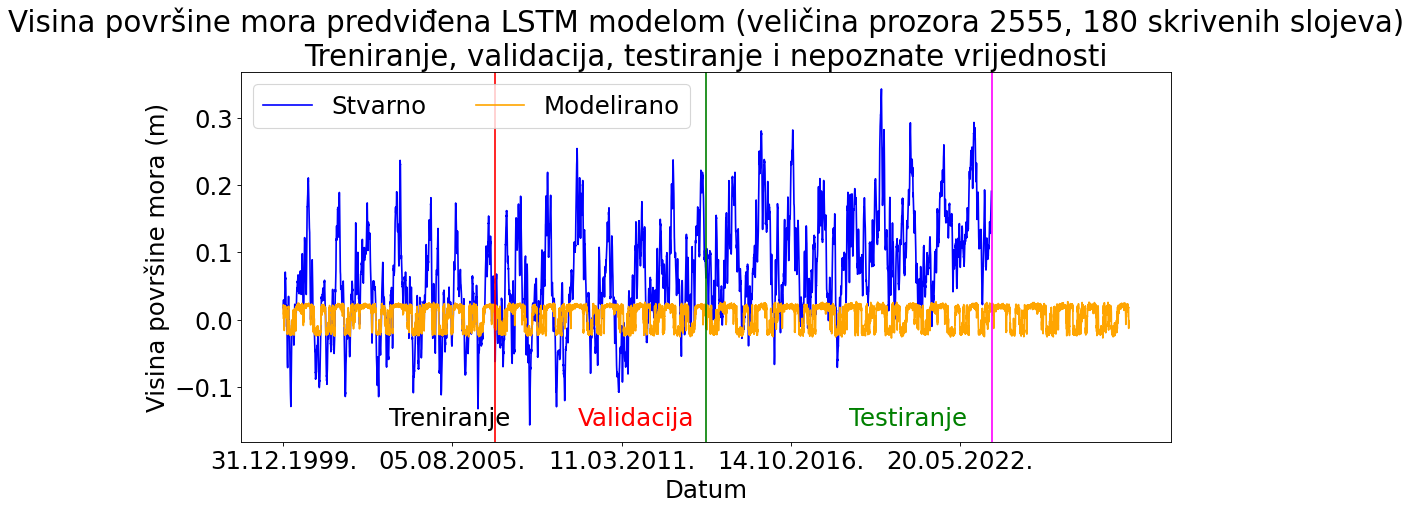 Visina površine mora predviđena LSTM modelom (veličina prozora 2555, 180 skrivenih slojeva)
Treniranje, validacija, testiranje i nepoznate vrijednosti
Stvarno Modelirano
Visina površine mora (m)
0.3
0.2
0.1
0.0
−0.1
Treniranje Validacija Testiranje
31.12.1999. 05.08.2005. 11.03.2011. 14.10.2016. 20.05.2022.
Datum